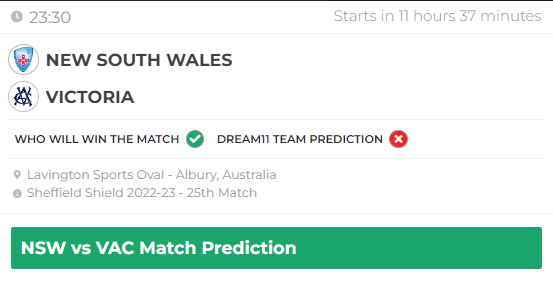 23:30 Starts in 11 hours 37 minutes
NEW SOUTH WALES
VICTORIA
WHO WILL WIN THE MATCH DREAM11 TEAM PREDICTION
Lavington Sports Oval - Albury, Australia
Sheffield Shield 2022-23 - 25th Match
NSW vs VAC Match Prediction